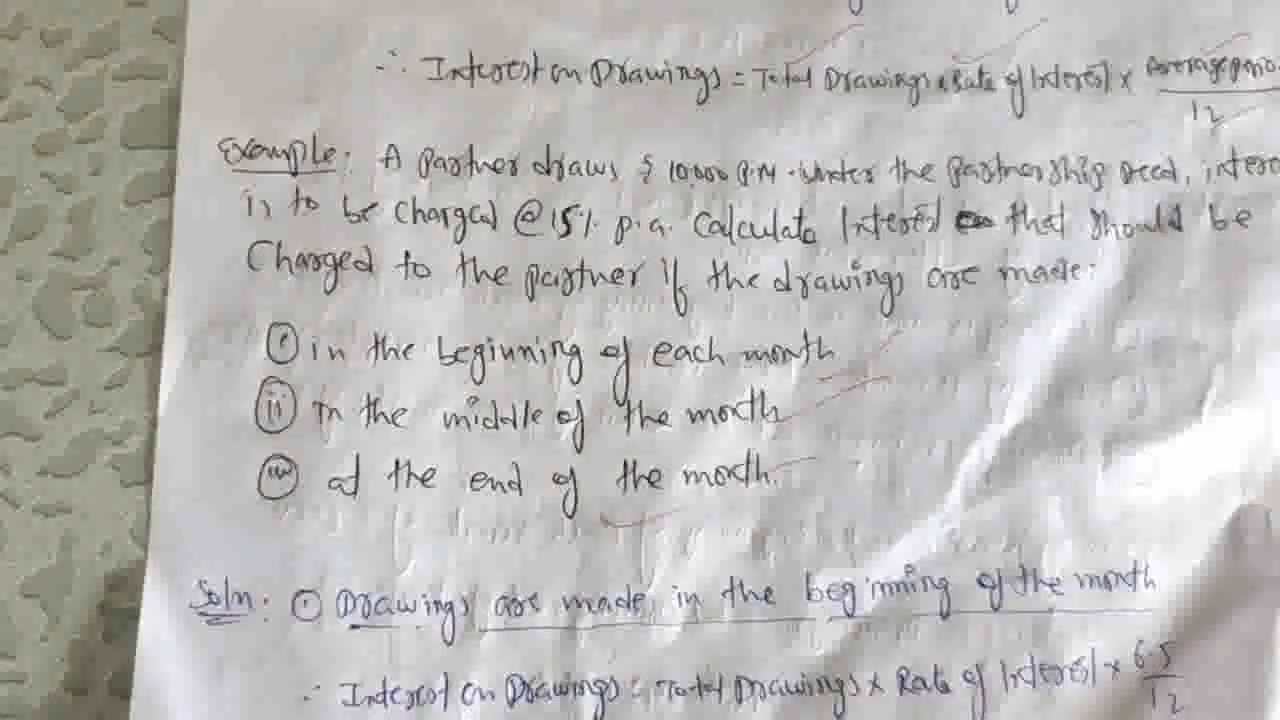 ∴ Interest on Drawings = Total Drawings x Rate of Interest x Average perio
12
Example: A Partner draws ₹ 10,000 P.M. Under the partnership deed, intere
is to be charged @ 15% p.a. Calculate Interest that should be
Charged to the partner if the drawings are made:
(i) in the beginning of each month
(ii) in the middle of the month
(iii) at the end of the month.
Soln: (i) Drawings are made in the beginning of the month
∴ Interest on Drawings = Total Drawings x Rate of Interest x 6.5
12